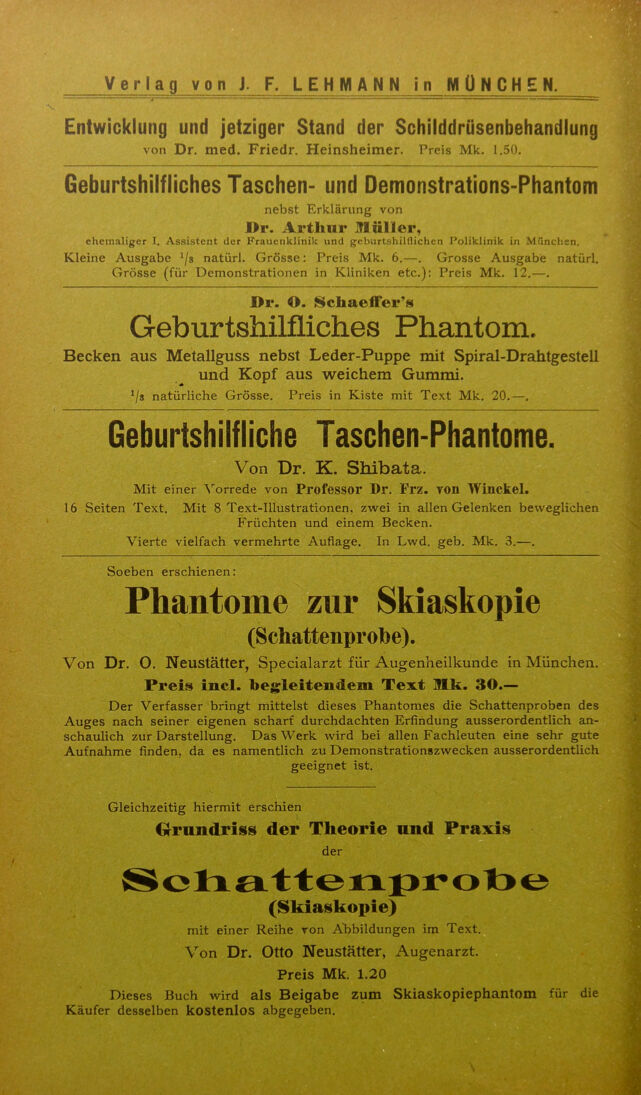 Verlag von J. F. LEHMANN in MÜNCHEN.
Entwicklung und jetziger Stand der Schilddrüsenbehandlung
von Dr. med. Friedr. Heinsheimer. Preis Mk. 1.50.
Geburtshilfliches Taschen- und Demonstrations-Phantom
nebst Erklärung von
Dr. Arthur Müller,
ehemaliger I. Assistent der Frauenklinik und geburtshilflichen Poliklinik in München.
Kleine Ausgabe ¹/₃ natürl. Grösse: Preis Mk. 6.—. Grosse Ausgabe natürl.
Grösse (für Demonstrationen in Kliniken etc.): Preis Mk. 12.—.
Dr. O. Schaeffer's
Geburtshilfliches Phantom.
Becken aus Metallguss nebst Leder-Puppe mit Spiral-Drahtgestell
und Kopf aus weichem Gummi.
¹/₃ natürliche Grösse. Preis in Kiste mit Text Mk. 20.—.
Geburtshilfliche Taschen-Phantome.
Von Dr. K. Shibata.
Mit einer Vorrede von Professor Dr. Frz. von Winckel.
16 Seiten Text. Mit 8 Text-Illustrationen, zwei in allen Gelenken beweglichen
Früchten und einem Becken.
Vierte vielfach vermehrte Auflage. In Lwd. geb. Mk. 3.—.
Soeben erschienen:
Phantome zur Skiaskopie
(Schattenprobe).
Von Dr. O. Neustätter, Specialarzt für Augenheilkunde in München.
Preis incl. begleitendem Text Mk. 30.—
Der Verfasser bringt mittelst dieses Phantomes die Schattenproben des
Auges nach seiner eigenen scharf durchdachten Erfindung ausserordentlich an-
schaulich zur Darstellung. Das Werk wird bei allen Fachleuten eine sehr gute
Aufnahme finden, da es namentlich zu Demonstrationszwecken ausserordentlich
geeignet ist.
Gleichzeitig hiermit erschien
Grundriss der Theorie und Praxis
der
Schattenprobe
(Skiaskopie)
mit einer Reihe von Abbildungen im Text.
Von Dr. Otto Neustätter, Augenarzt.
Preis Mk. 1.20
Dieses Buch wird als Beigabe zum Skiaskopiephantom für die
Käufer desselben kostenlos abgegeben.